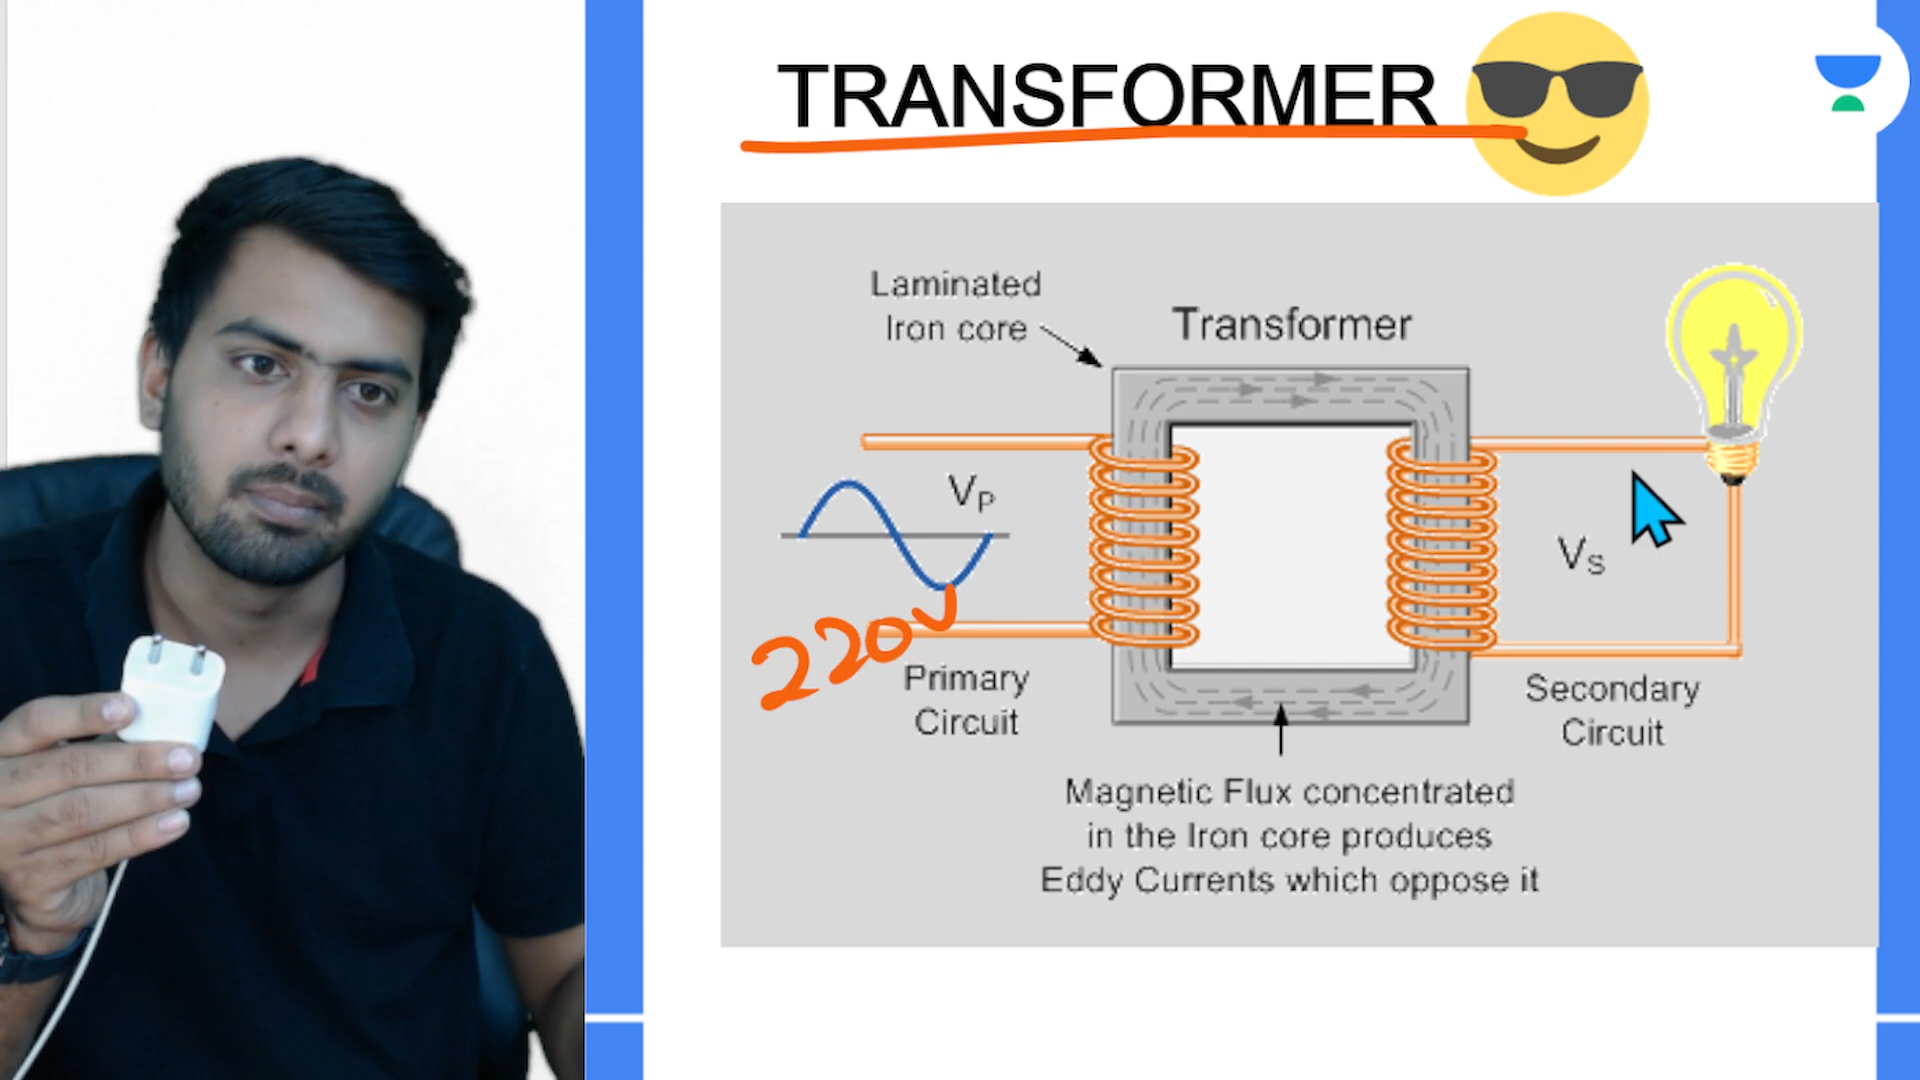 TRANSFORMER
Laminated
Iron core
Transformer
VP
220V
Primary
Circuit
VS
Secondary
Circuit
Magnetic Flux concentrated
in the Iron core produces
Eddy Currents which oppose it